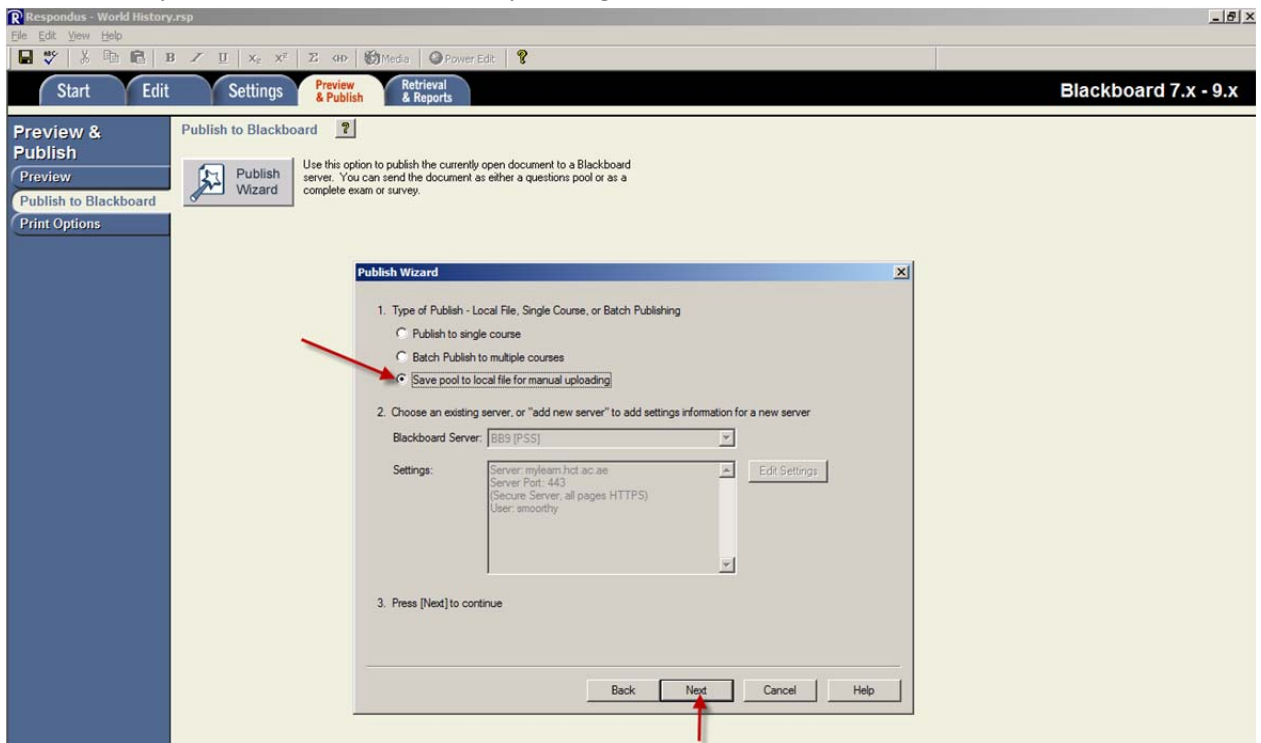 Respondus - World History.rsp
File Edit View Help
B I U X₂ X² Σ Media Power Edit ?
Start Edit Settings Preview & Publish Retrieval & Reports Blackboard 7.x - 9.x
Preview & Publish
Preview
Publish to Blackboard
Print Options
Publish to Blackboard ?
Publish Wizard
Use this option to publish the currently open document to a Blackboard
server. You can send the document as either a questions pool or as a
complete exam or survey.
Publish Wizard
1. Type of Publish - Local File, Single Course, or Batch Publishing
Publish to single course
Batch Publish to multiple courses
Save pool to local file for manual uploading
2. Choose an existing server, or "add new server" to add settings information for a new server
Blackboard Server: BB9 [PSS]
Settings: Server: mylearn.hct.ac.ae
Server Port: 443
(Secure Server, all pages HTTPS)
User: smoorthy
Edit Settings
3. Press [Next] to continue
Back Next Cancel Help